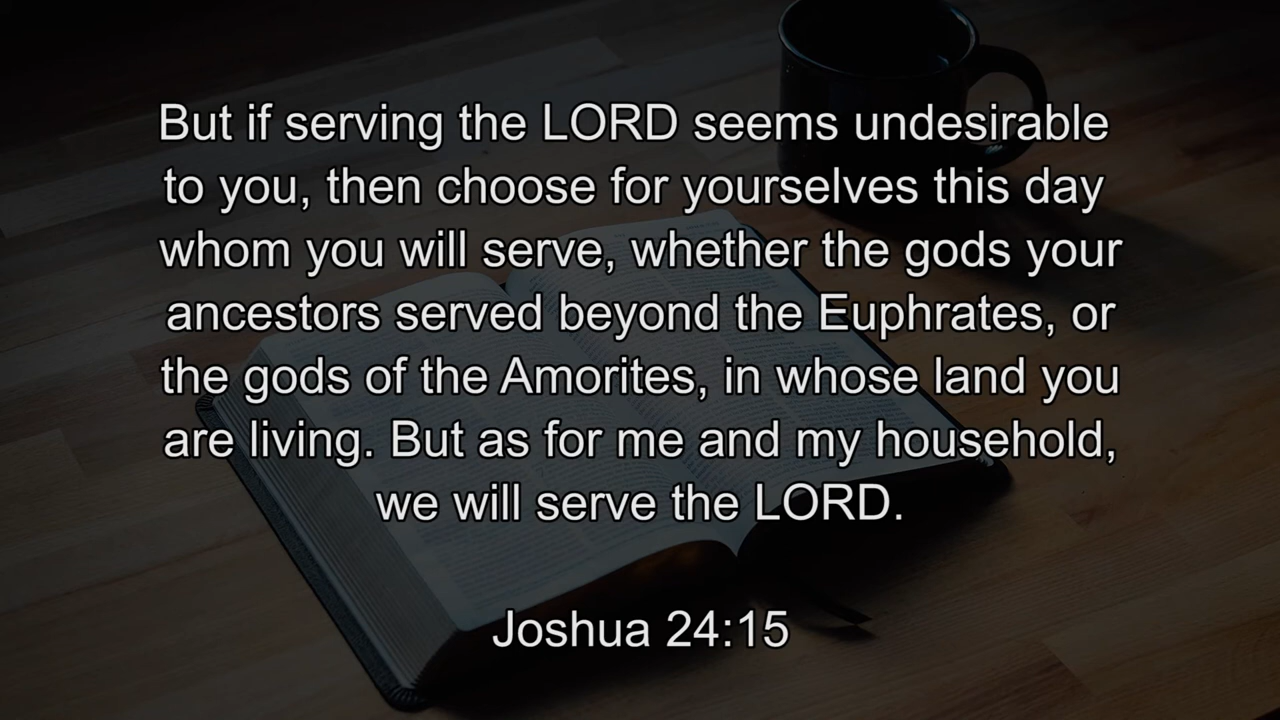 But if serving the LORD seems undesirable
to you, then choose for yourselves this day
whom you will serve, whether the gods your
ancestors served beyond the Euphrates, or
the gods of the Amorites, in whose land you
are living. But as for me and my household,
we will serve the LORD.
Joshua 24:15